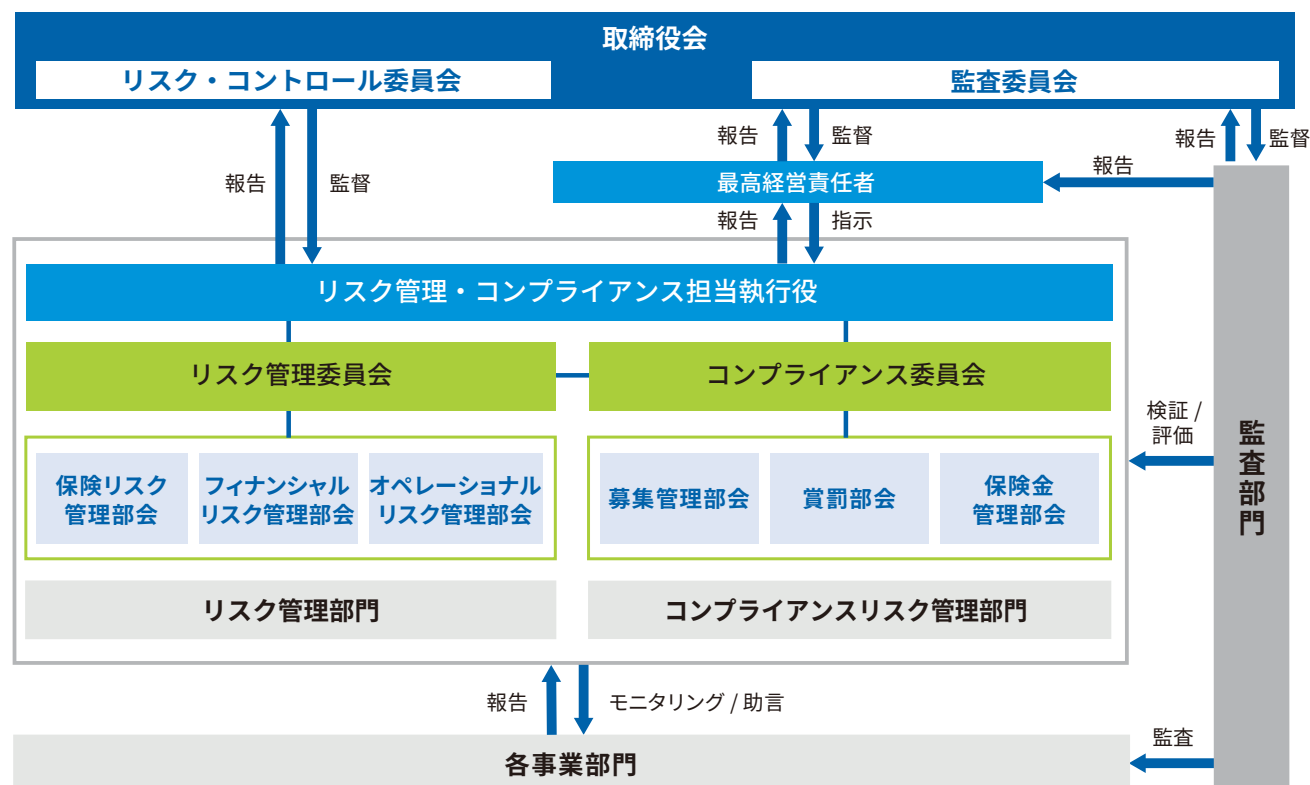 取締役会
リスク・コントロール委員会
監査委員会
報告
監督
報告
監督
報告
監督
最高経営責任者
報告
報告
指示
リスク管理・コンプライアンス担当執行役
リスク管理委員会
コンプライアンス委員会
保険リスク
管理部会
フィナンシャル
リスク管理部会
オペレーショナル
リスク管理部会
募集管理部会
賞罰部会
保険金
管理部会
リスク管理部門
コンプライアンスリスク管理部門
検証 /
評価
監査部門
報告
モニタリング / 助言
各事業部門
監査